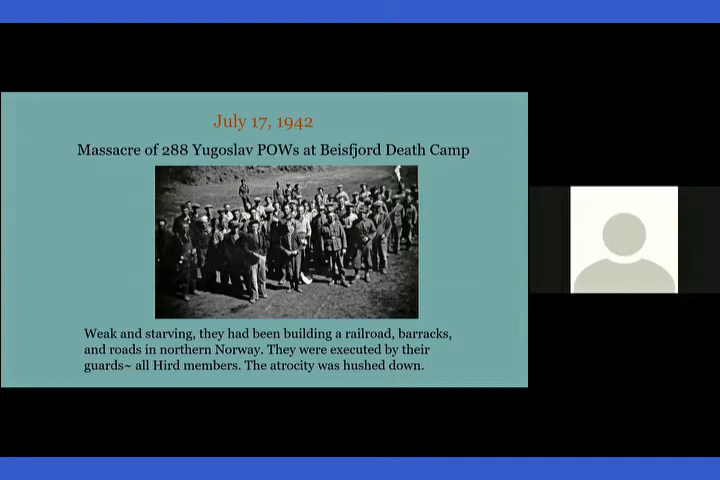 July 17, 1942
Massacre of 288 Yugoslav POWs at Beisfjord Death Camp
Weak and starving, they had been building a railroad, barracks,
and roads in northern Norway. They were executed by their
guards~ all Hird members. The atrocity was hushed down.